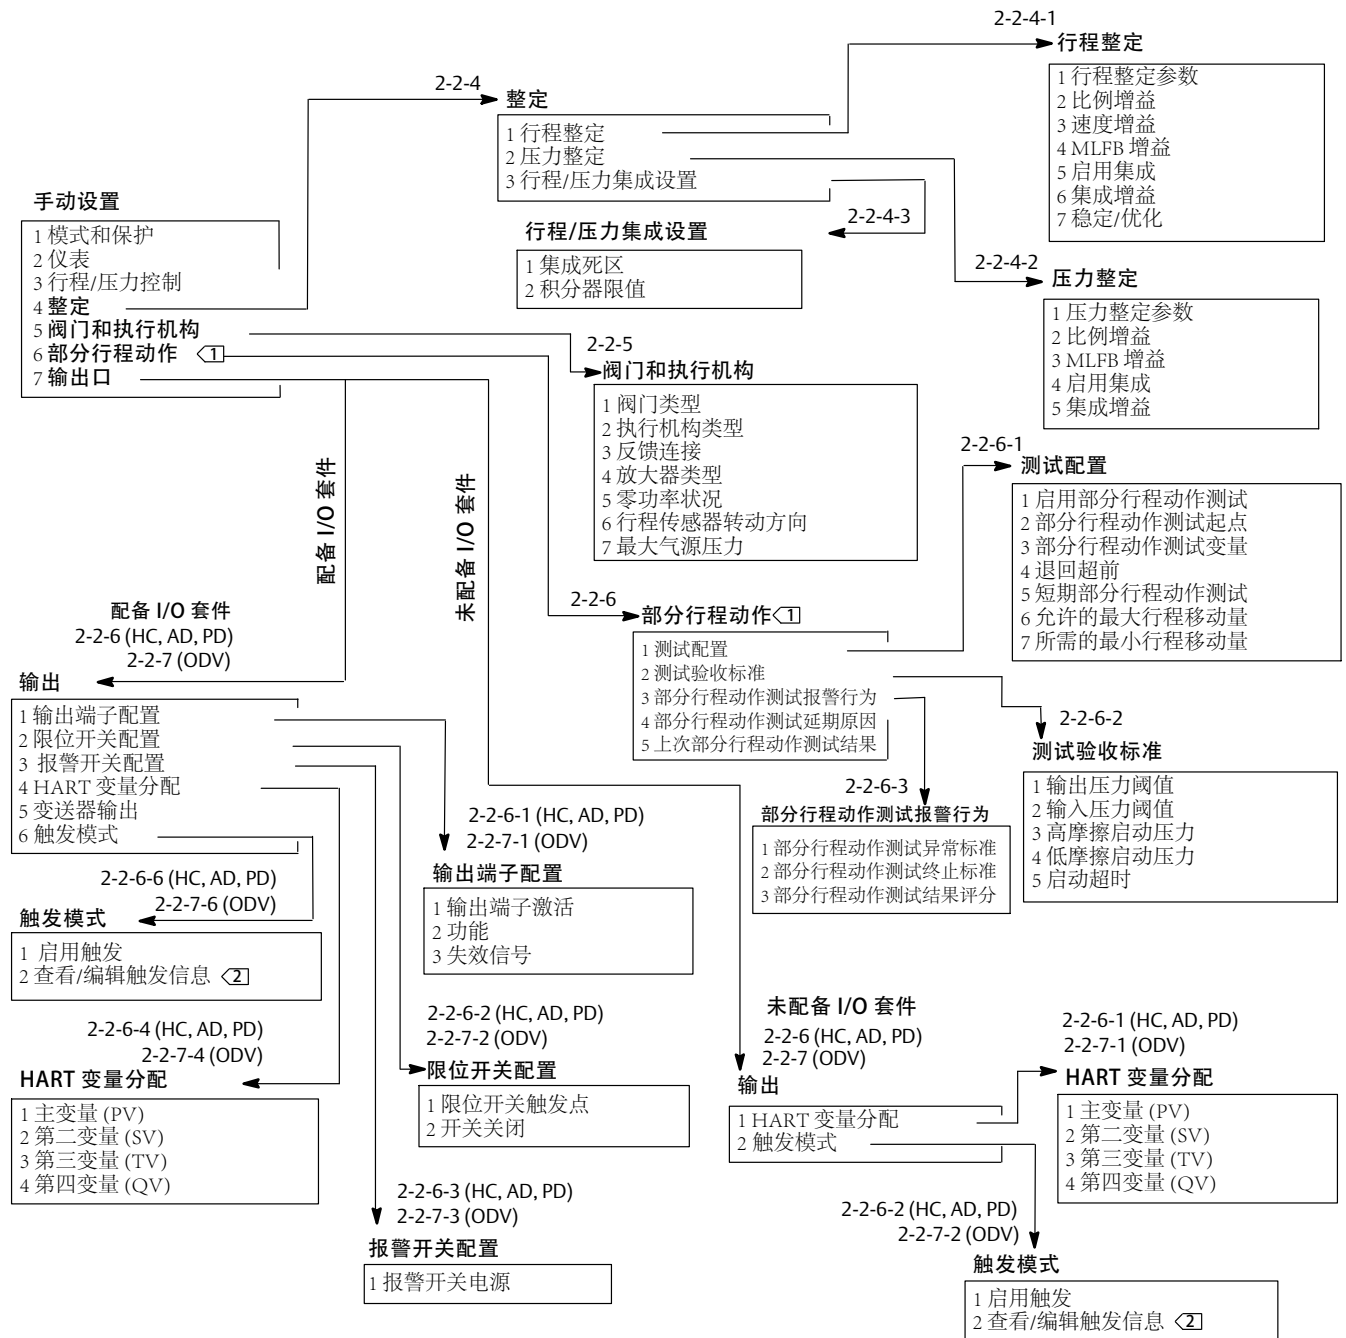 2-2-4-1
行程整定
1 行程整定参数
2 比例增益
3 速度增益
4 MLFB 增益
5 启用集成
6 集成增益
7 稳定/优化
2-2-4
整定
1 行程整定
2 压力整定
3 行程/压力集成设置
2-2-4-3
行程/压力集成设置
1 集成死区
2 积分器限值
2-2-4-2
压力整定
1 压力整定参数
2 比例增益
3 MLFB 增益
4 启用集成
5 集成增益
手动设置
1 模式和保护
2 仪表
3 行程/压力控制
4 整定
5 阀门和执行机构
6 部分行程动作 1
7 输出口
2-2-5
阀门和执行机构
1 阀门类型
2 执行机构类型
3 反馈连接
4 放大器类型
5 零功率状况
6 行程传感器转动方向
7 最大气源压力
2-2-6-1
测试配置
1 启用部分行程动作测试
2 部分行程动作测试起点
3 部分行程动作测试变量
4 退回超前
5 短期部分行程动作测试
6 允许的最大行程移动量
7 所需的最小行程移动量
配备 I/O 套件
未配备 I/O 套件
2-2-6
部分行程动作 1
1 测试配置
2 测试验收标准
3 部分行程动作测试报警行为
4 部分行程动作测试延期原因
5 上次部分行程动作测试结果
2-2-6-2
测试验收标准
1 输出压力阈值
2 输入压力阈值
3 高摩擦启动压力
4 低摩擦启动压力
5 启动超时
2-2-6-3
部分行程动作测试报警行为
1 部分行程动作测试异常标准
2 部分行程动作测试终止标准
3 部分行程动作测试结果评分
配备 I/O 套件
2-2-6 (HC, AD, PD)
2-2-7 (ODV)
输出
1 输出端子配置
2 限位开关配置
3 报警开关配置
4 HART 变量分配
5 变送器输出
6 触发模式
2-2-6-6 (HC, AD, PD)
2-2-7-6 (ODV)
触发模式
1 启用触发
2 查看/编辑触发信息 2
2-2-6-4 (HC, AD, PD)
2-2-7-4 (ODV)
HART 变量分配
1 主变量 (PV)
2 第二变量 (SV)
3 第三变量 (TV)
4 第四变量 (QV)
2-2-6-1 (HC, AD, PD)
2-2-7-1 (ODV)
输出端子配置
1 输出端子激活
2 功能
3 失效信号
2-2-6-2 (HC, AD, PD)
2-2-7-2 (ODV)
限位开关配置
1 限位开关触发点
2 开关关闭
2-2-6-3 (HC, AD, PD)
2-2-7-3 (ODV)
报警开关配置
1 报警开关电源
未配备 I/O 套件
2-2-6 (HC, AD, PD)
2-2-7 (ODV)
输出
1 HART 变量分配
2 触发模式
2-2-6-1 (HC, AD, PD)
2-2-7-1 (ODV)
HART 变量分配
1 主变量 (PV)
2 第二变量 (SV)
3 第三变量 (TV)
4 第四变量 (QV)
2-2-6-2 (HC, AD, PD)
2-2-7-2 (ODV)
触发模式
1 启用触发
2 查看/编辑触发信息 2